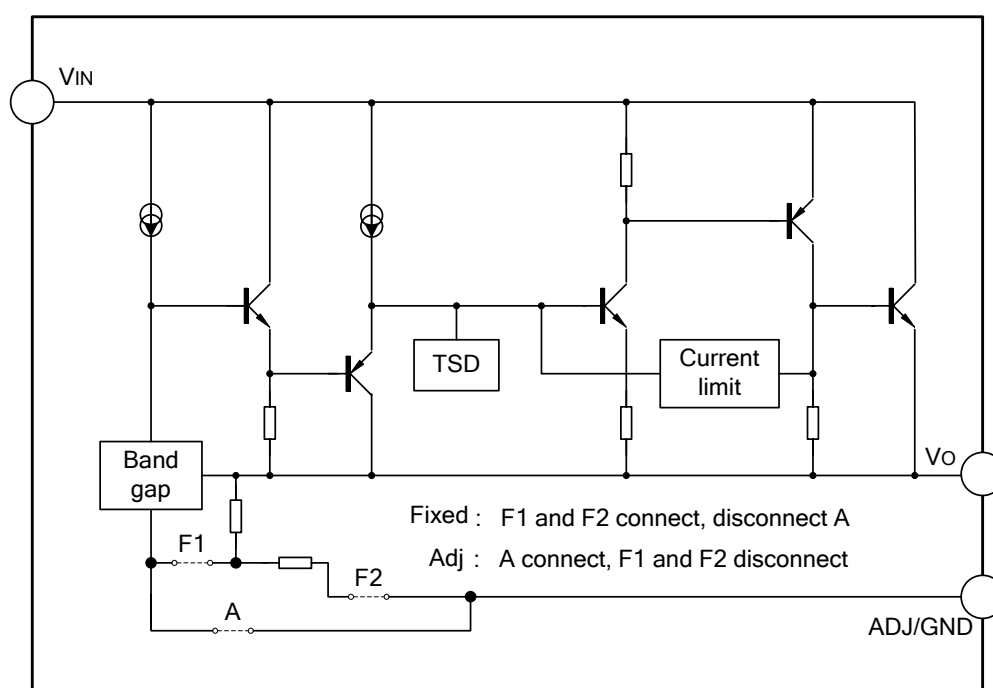 VIN
TSD
Current
limit
Band
gap
VO
Fixed : F1 and F2 connect, disconnect A
F1
Adj : A connect, F1 and F2 disconnect
F2
A
ADJ/GND